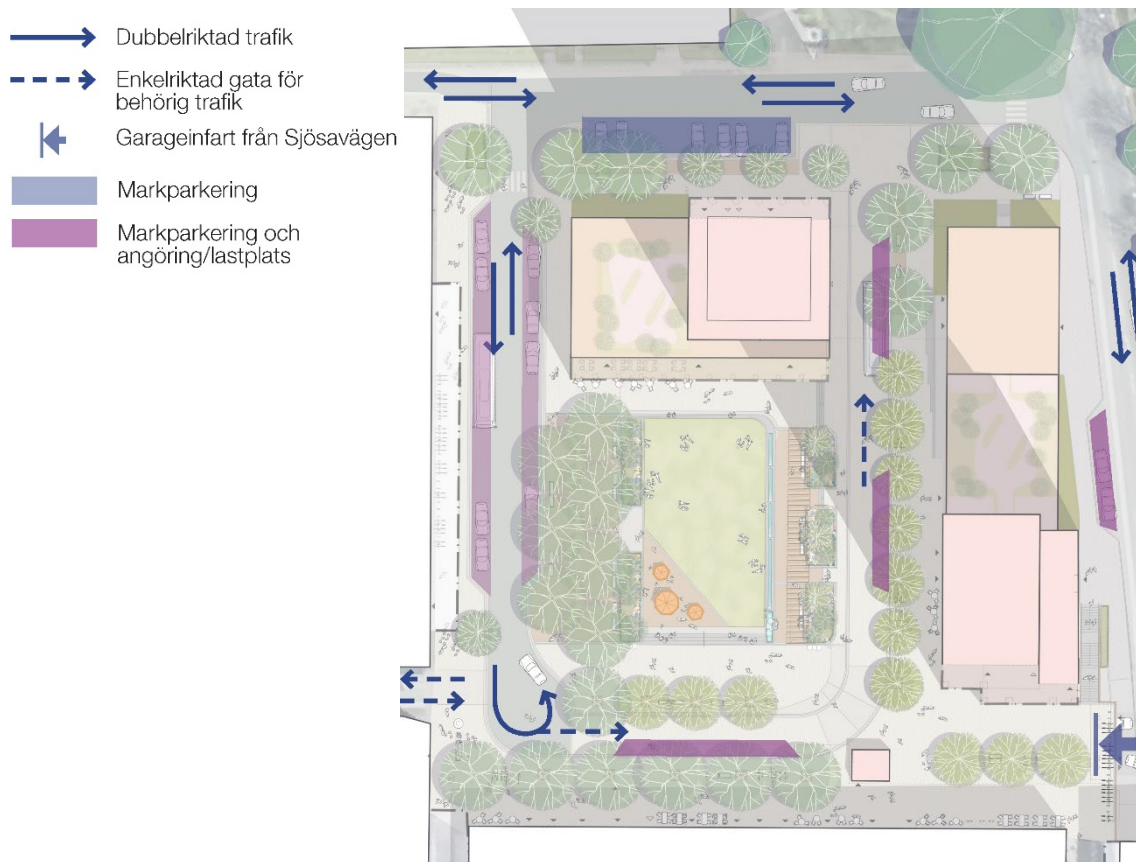 Dubbelriktad trafik
Enkelriktad gata för
behörig trafik
Garageinfart från Sjösavägen
Markparkering
Markparkering och
angöring/lastplats